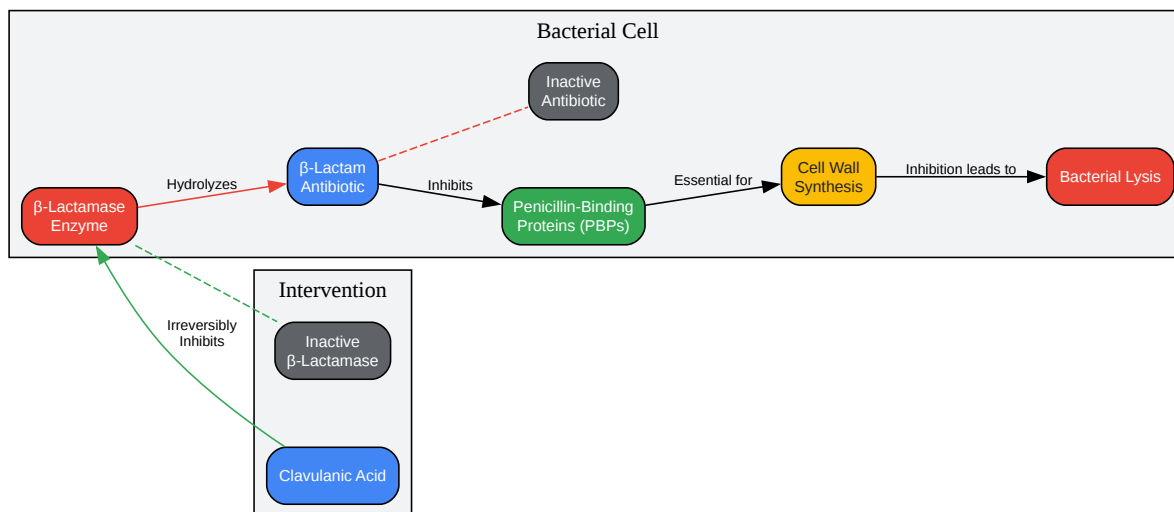 Bacterial Cell
Inactive
Antibiotic
β-Lactam
Antibiotic
Cell Wall
Synthesis
Inhibition leads to
Bacterial Lysis
Hydrolyzes
Inhibits
Essential for
β-Lactamase
Enzyme
Penicillin-Binding
Proteins (PBPs)
Intervention
Irreversibly
Inhibits
Inactive
β-Lactamase
Clavulanic Acid